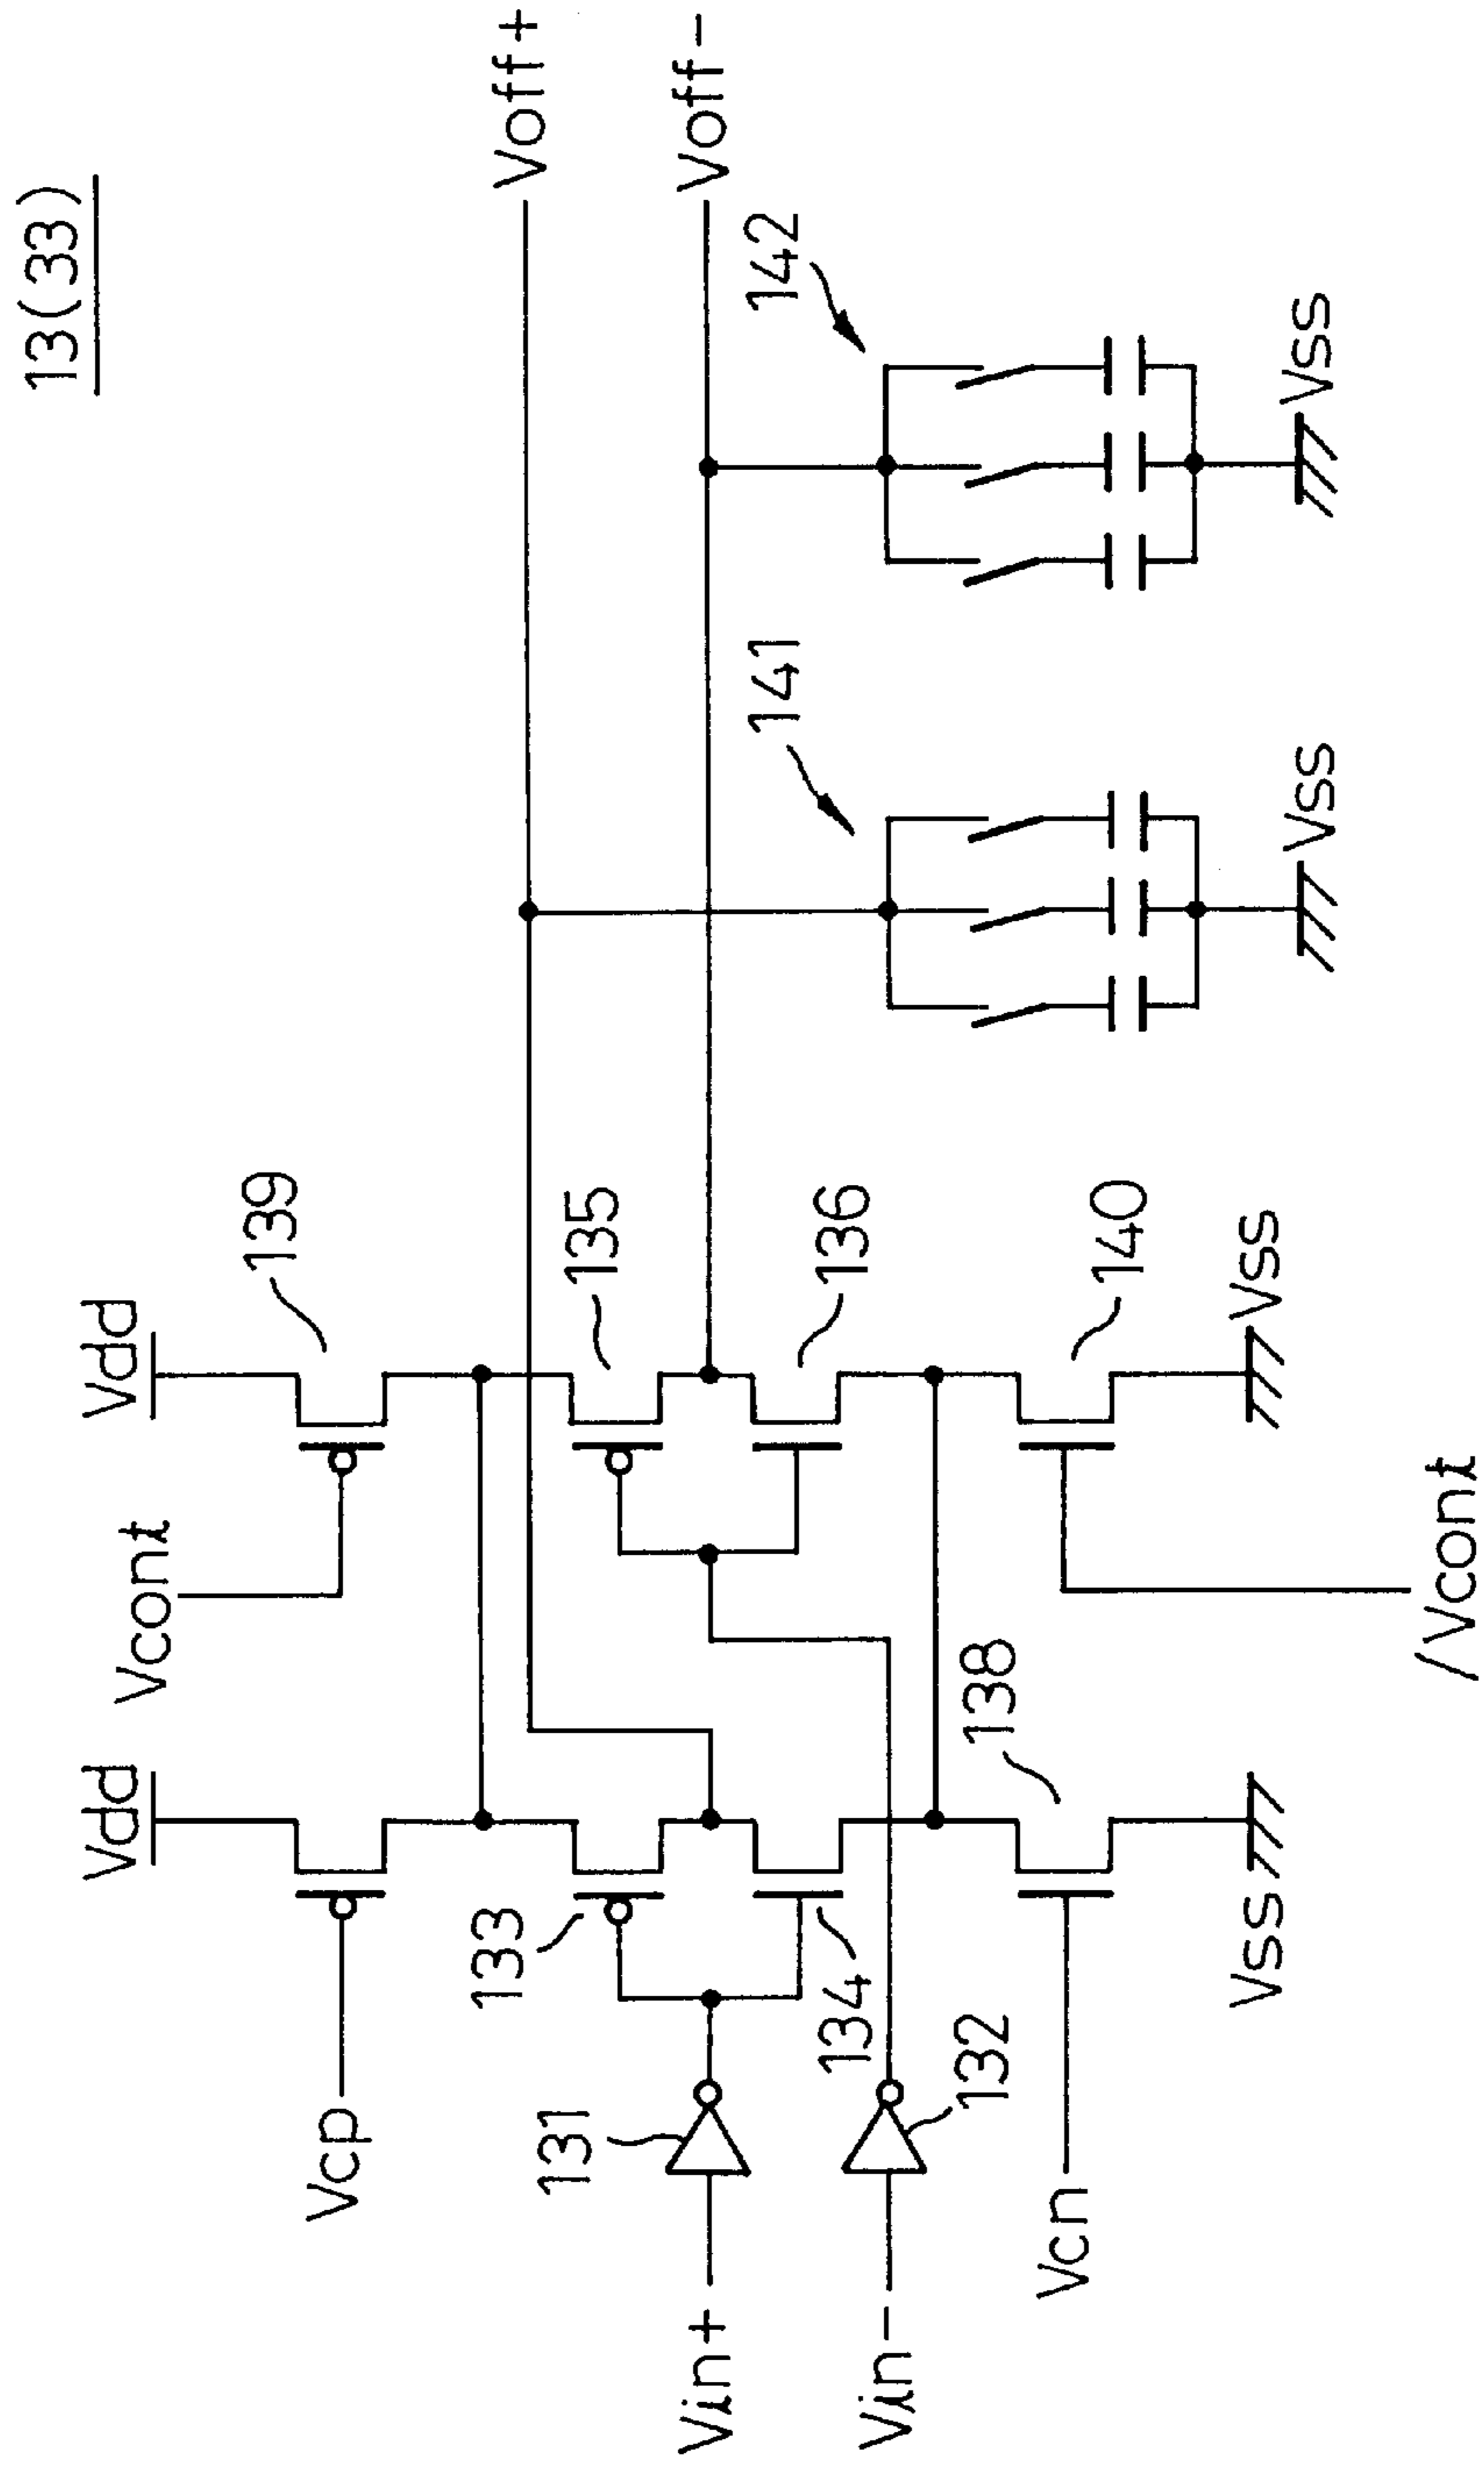 13(33)
Voff+
Voff-
142
141
Vss
Vss
Vdd
139
Vcont
135
136
140
Vss
/Vcont
Vdd
Vcp
133
134
138
Vss
131
132
Vin+
Vin-
Vcn